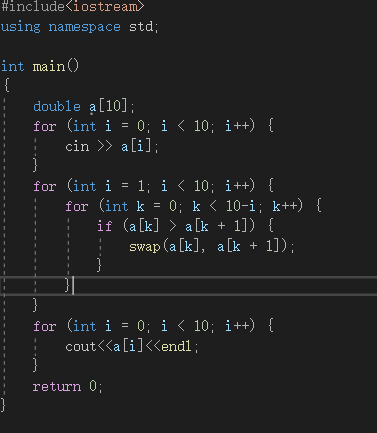 #include<iostream>
using namespace std;
int main()
{
double a[10];
for (int i = 0; i < 10; i++) {
cin >> a[i];
}
for (int i = 1; i < 10; i++) {
for (int k = 0; k < 10-i; k++) {
if (a[k] > a[k + 1]) {
swap(a[k], a[k + 1]);
}
}
}
for (int i = 0; i < 10; i++) {
cout<<a[i]<<endl;
}
return 0;
}